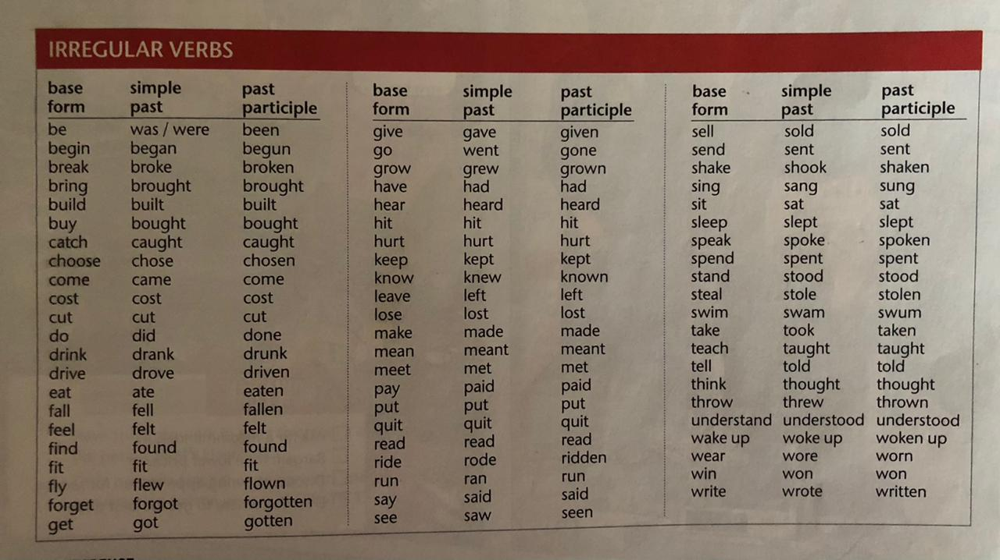 IRREGULAR VERBS
base simple past
form past participle
be was / were been
begin began begun
break broke broken
bring brought brought
build built built
buy bought bought
catch caught caught
choose chose chosen
come came come
cost cost cost
cut cut cut
do did done
drink drank drunk
drive drove driven
eat ate eaten
fall fell fallen
feel felt felt
find found found
fit fit fit
fly flew flown
forget forgot forgotten
get got gotten
base simple past
form past participle
give gave given
go went gone
grow grew grown
have had had
hear heard heard
hit hit hit
hurt hurt hurt
keep kept kept
know knew known
leave left left
lose lost lost
make made made
mean meant meant
meet met met
pay paid paid
put put put
quit quit quit
read read read
ride rode ridden
run ran run
say said said
see saw seen
base simple past
form past participle
sell sold sold
send sent sent
shake shook shaken
sing sang sung
sit sat sat
sleep slept slept
speak spoke spoken
spend spent spent
stand stood stood
steal stole stolen
swim swam swum
take took taken
teach taught taught
tell told told
think thought thought
throw threw thrown
understand understood understood
wake up woke up woken up
wear wore worn
win won won
write wrote written